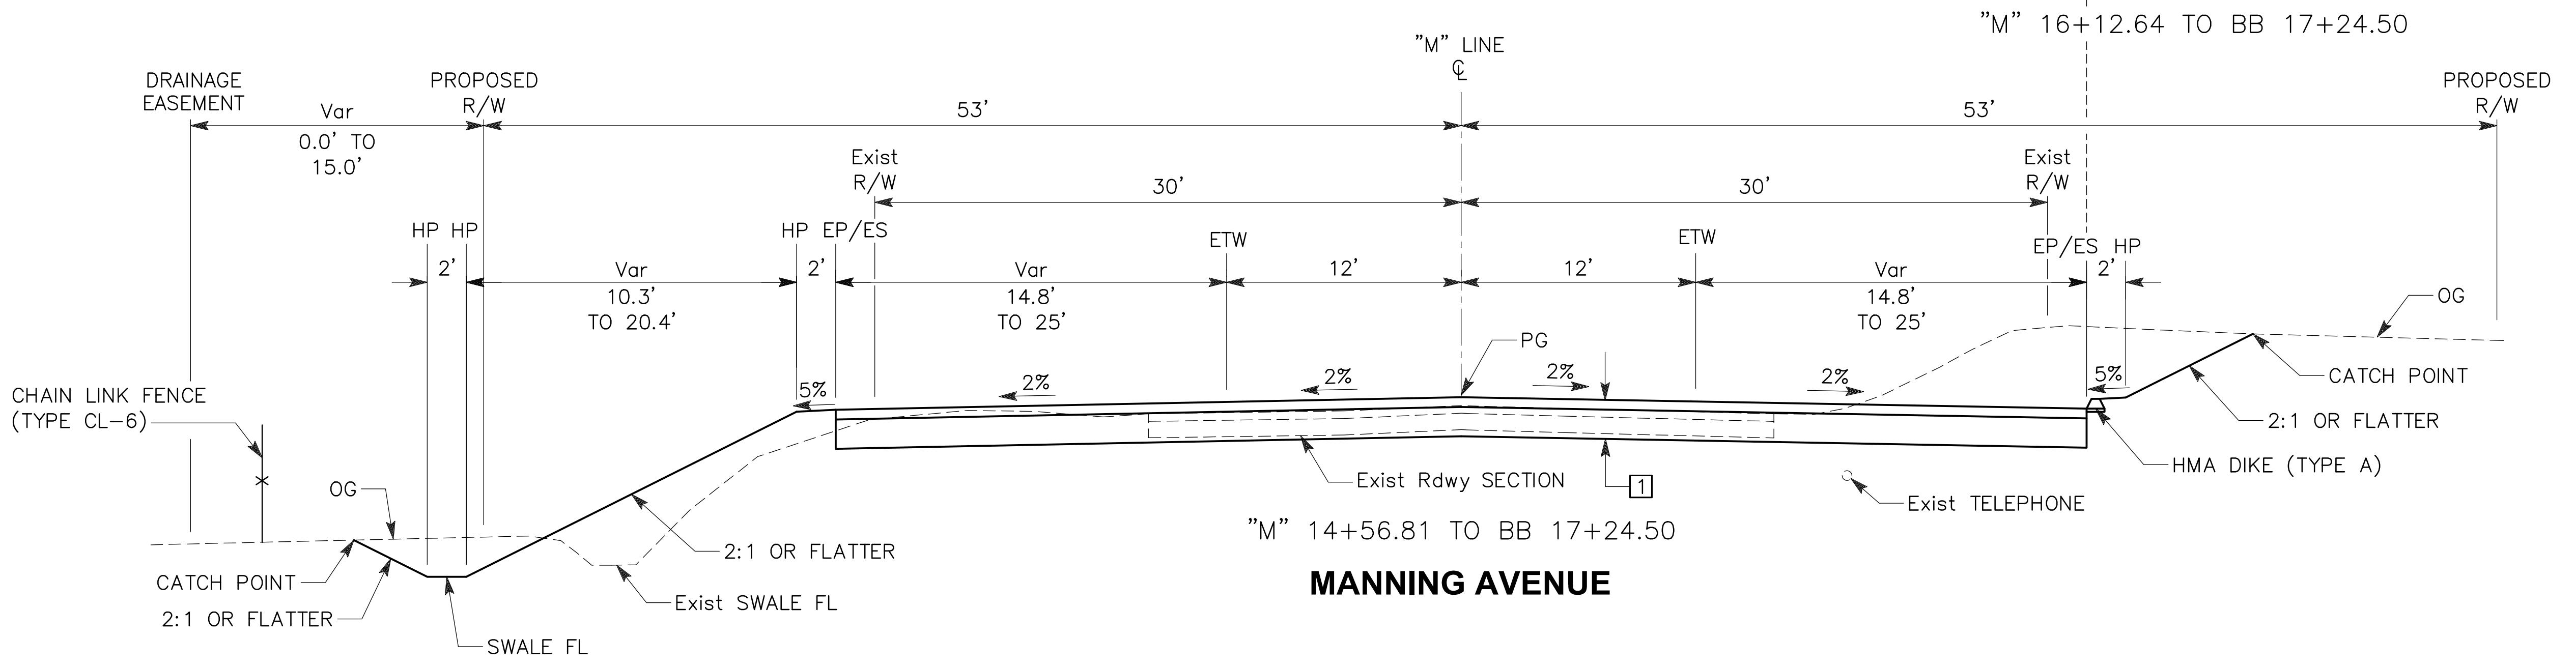 "M" 16+12.64 TO BB 17+24.50
"M" LINE
℄
DRAINAGE
EASEMENT
Var
0.0' TO
15.0'
PROPOSED
R/W
53'
53'
PROPOSED
R/W
Exist
R/W
30'
30'
Exist
R/W
HP HP
2'
Var
10.3'
TO 20.4'
HP EP/ES
2'
Var
14.8'
TO 25'
ETW
12'
12'
ETW
Var
14.8'
TO 25'
EP/ES HP
2'
OG
PG
5%
2%
2%
2%
2%
5%
CATCH POINT
2:1 OR FLATTER
HMA DIKE (TYPE A)
CHAIN LINK FENCE
(TYPE CL-6)
OG
Exist Rdwy SECTION
1
Exist TELEPHONE
2:1 OR FLATTER
CATCH POINT
2:1 OR FLATTER
Exist SWALE FL
SWALE FL
"M" 14+56.81 TO BB 17+24.50
MANNING AVENUE